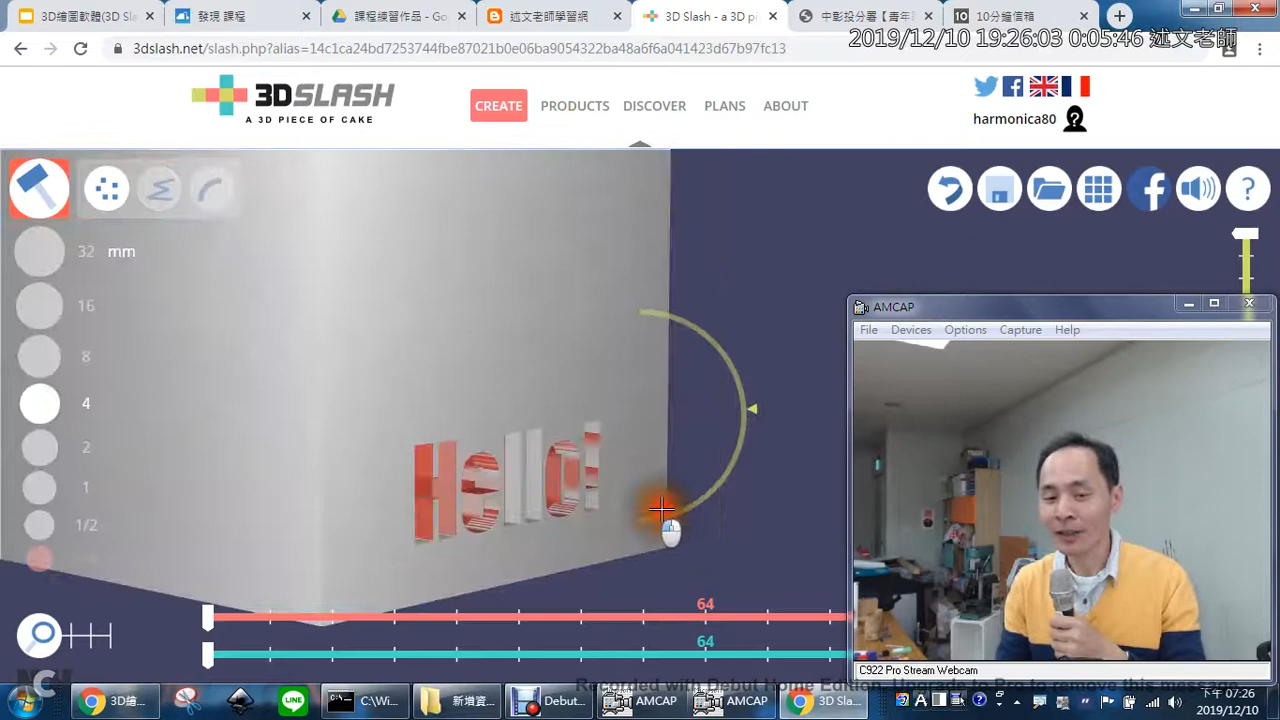 3D繪圖軟體(3D Slas
發現 課程
課程練習作品 - Goo
述文老師學習網
3D Slash - a 3D pi
中彰投分署【青年
10分鐘信箱
3dslash.net/slash.php?alias=14c1ca24bd7253744fbe87021b0e06ba9054322ba48a6f6a041423d67b97fc13
2019/12/10 19:26:03 0:05:46 述文老師
3DSLASH
A 3D PIECE OF CAKE
CREATE
PRODUCTS
DISCOVER
PLANS
ABOUT
harmonica80
32 mm
16
8
4
2
1
1/2
Hello!
64
64
AMCAP
File Devices Options Capture Help
C922 Pro Stream Webcam
Recorded with Debut Home Edition. Upgrade to Pro to remove this message.
3D繪
C:\Wi...
新增資...
Debut...
AMCAP
AMCAP
3D Sla...
下午 07:26
2019/12/10